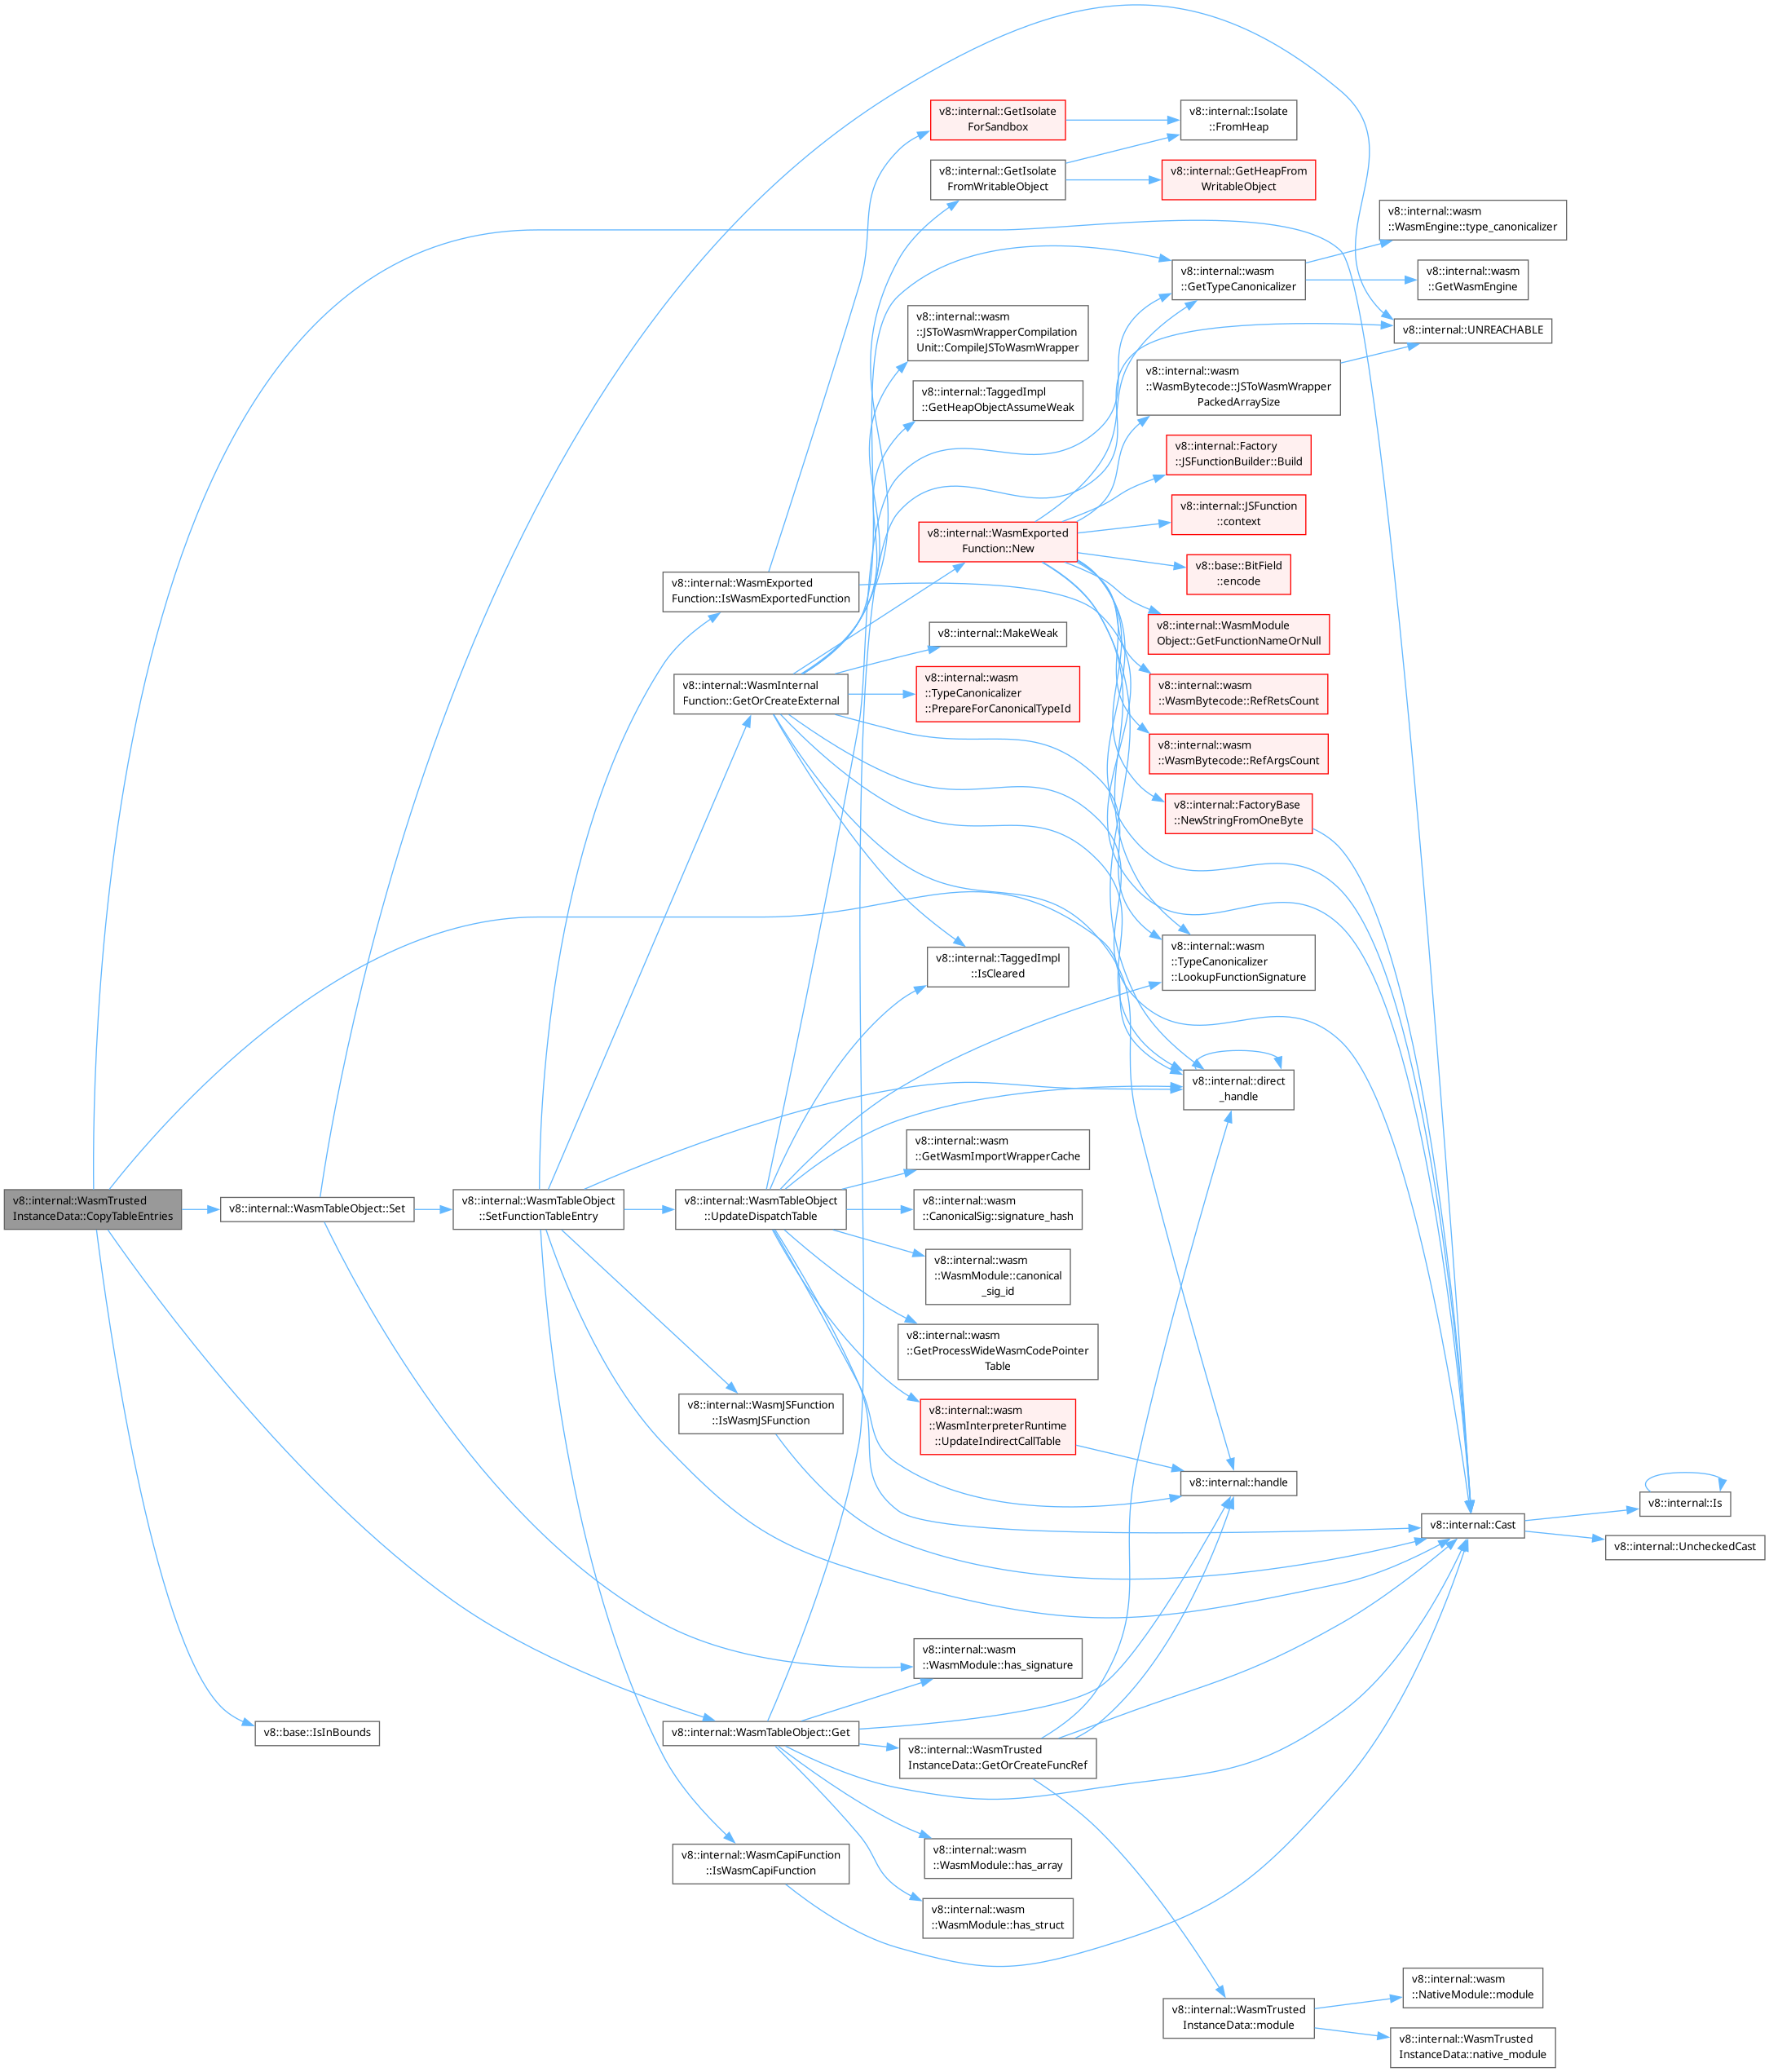 v8::internal::GetIsolate
ForSandbox
v8::internal::Isolate
::FromHeap
v8::internal::GetIsolate
FromWritableObject
v8::internal::GetHeapFrom
WritableObject
v8::internal::wasm
::WasmEngine::type_canonicalizer
v8::internal::wasm
::GetTypeCanonicalizer
v8::internal::wasm
::GetWasmEngine
v8::internal::wasm
::JSToWasmWrapperCompilation
Unit::CompileJSToWasmWrapper
v8::internal::UNREACHABLE
v8::internal::wasm
::WasmBytecode::JSToWasmWrapper
PackedArraySize
v8::internal::TaggedImpl
::GetHeapObjectAssumeWeak
v8::internal::Factory
::JSFunctionBuilder::Build
v8::internal::JSFunction
::context
v8::internal::WasmExported
Function::New
v8::base::BitField
::encode
v8::internal::WasmExported
Function::IsWasmExportedFunction
v8::internal::MakeWeak
v8::internal::WasmModule
Object::GetFunctionNameOrNull
v8::internal::WasmInternal
Function::GetOrCreateExternal
v8::internal::wasm
::TypeCanonicalizer
::PrepareForCanonicalTypeId
v8::internal::wasm
::WasmBytecode::RefRetsCount
v8::internal::wasm
::WasmBytecode::RefArgsCount
v8::internal::FactoryBase
::NewStringFromOneByte
v8::internal::TaggedImpl
::IsCleared
v8::internal::wasm
::TypeCanonicalizer
::LookupFunctionSignature
v8::internal::direct
_handle
v8::internal::wasm
::GetWasmImportWrapperCache
v8::internal::WasmTrusted
InstanceData::CopyTableEntries
v8::internal::WasmTableObject::Set
v8::internal::WasmTableObject
::SetFunctionTableEntry
v8::internal::WasmTableObject
::UpdateDispatchTable
v8::internal::wasm
::CanonicalSig::signature_hash
v8::internal::wasm
::WasmModule::canonical
_sig_id
v8::internal::wasm
::GetProcessWideWasmCodePointer
Table
v8::internal::WasmJSFunction
::IsWasmJSFunction
v8::internal::wasm
::WasmInterpreterRuntime
::UpdateIndirectCallTable
v8::internal::handle
v8::internal::Is
v8::internal::Cast
v8::internal::UncheckedCast
v8::internal::wasm
::WasmModule::has_signature
v8::base::IsInBounds
v8::internal::WasmTableObject::Get
v8::internal::WasmTrusted
InstanceData::GetOrCreateFuncRef
v8::internal::WasmCapiFunction
::IsWasmCapiFunction
v8::internal::wasm
::WasmModule::has_array
v8::internal::wasm
::WasmModule::has_struct
v8::internal::wasm
::NativeModule::module
v8::internal::WasmTrusted
InstanceData::module
v8::internal::WasmTrusted
InstanceData::native_module